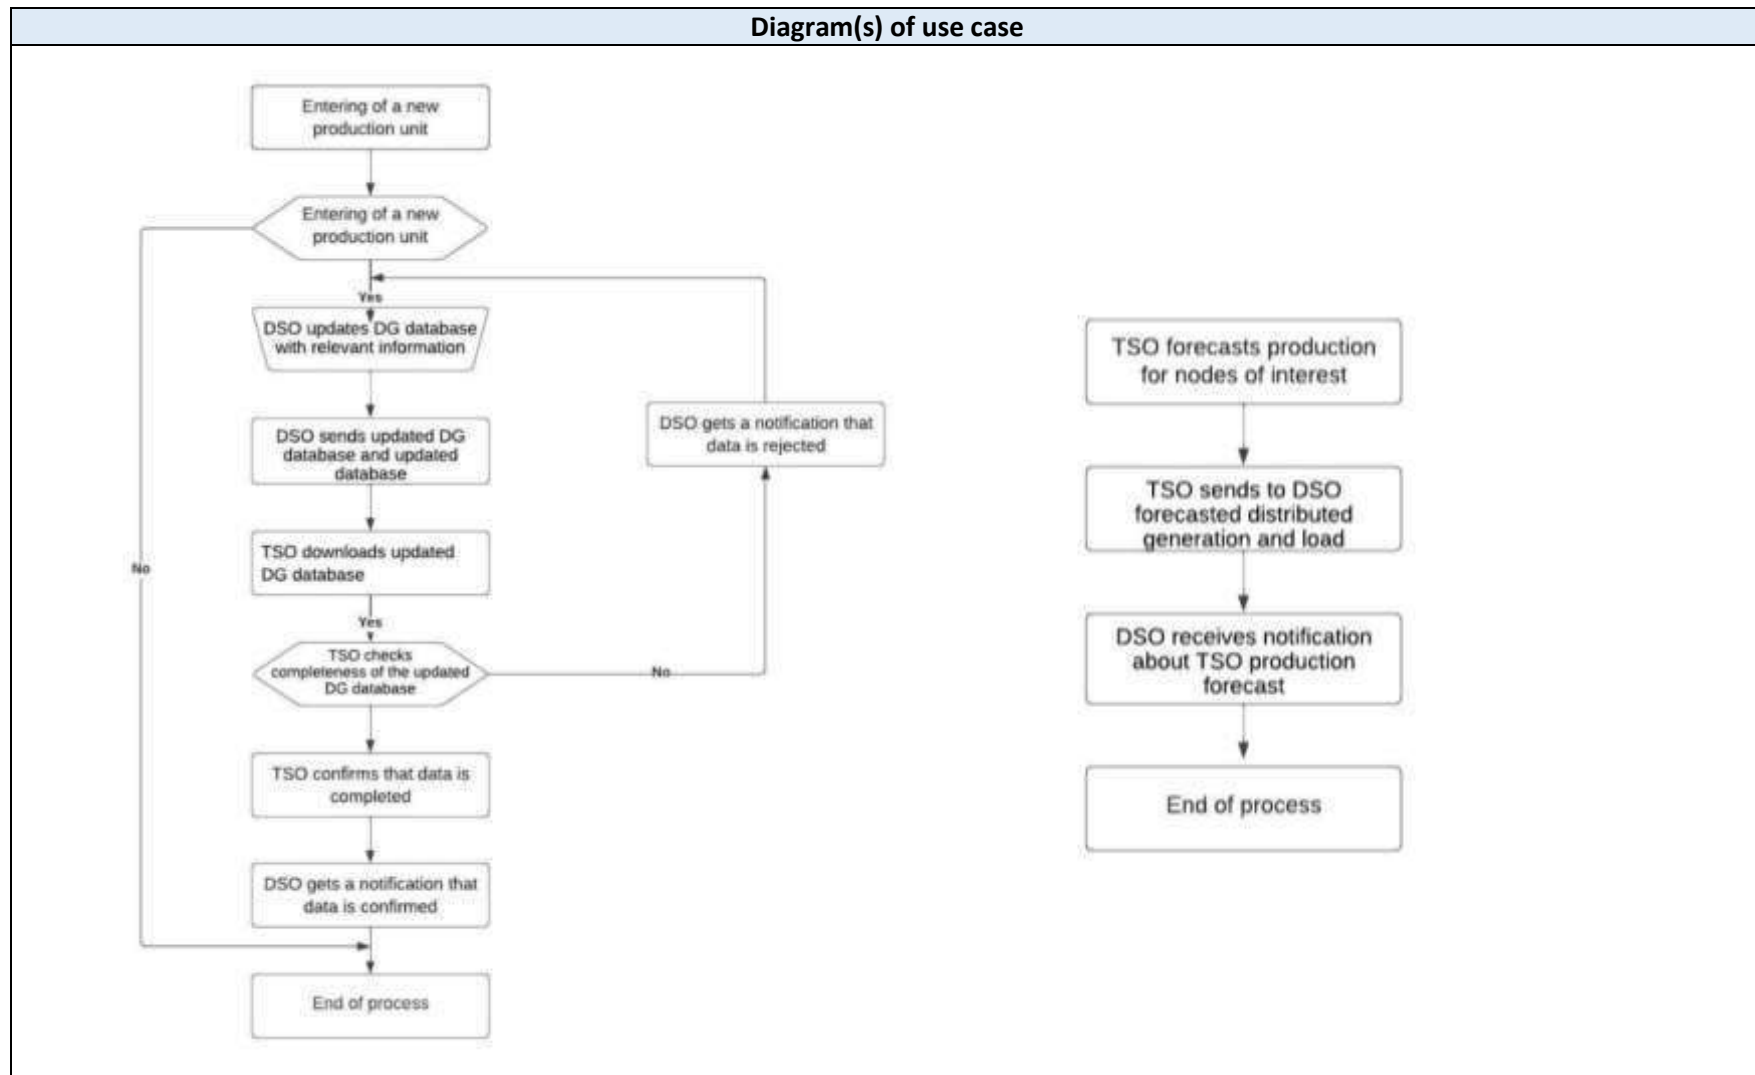 Diagram(s) of use case
Entering of a new
production unit
Entering of a new
production unit
Yes
DSO updates DG database
with relevant information
DSO sends updated DG
database and updated
database
TSO downloads updated
DG database
Yes
TSO checks
completeness of the updated
DG database
No
DSO gets a notification that
data is rejected
No
TSO confirms that data is
completed
DSO gets a notification that
data is confirmed
End of process
TSO forecasts production
for nodes of interest
TSO sends to DSO
forecasted distributed
generation and load
DSO receives notification
about TSO production
forecast
End of process